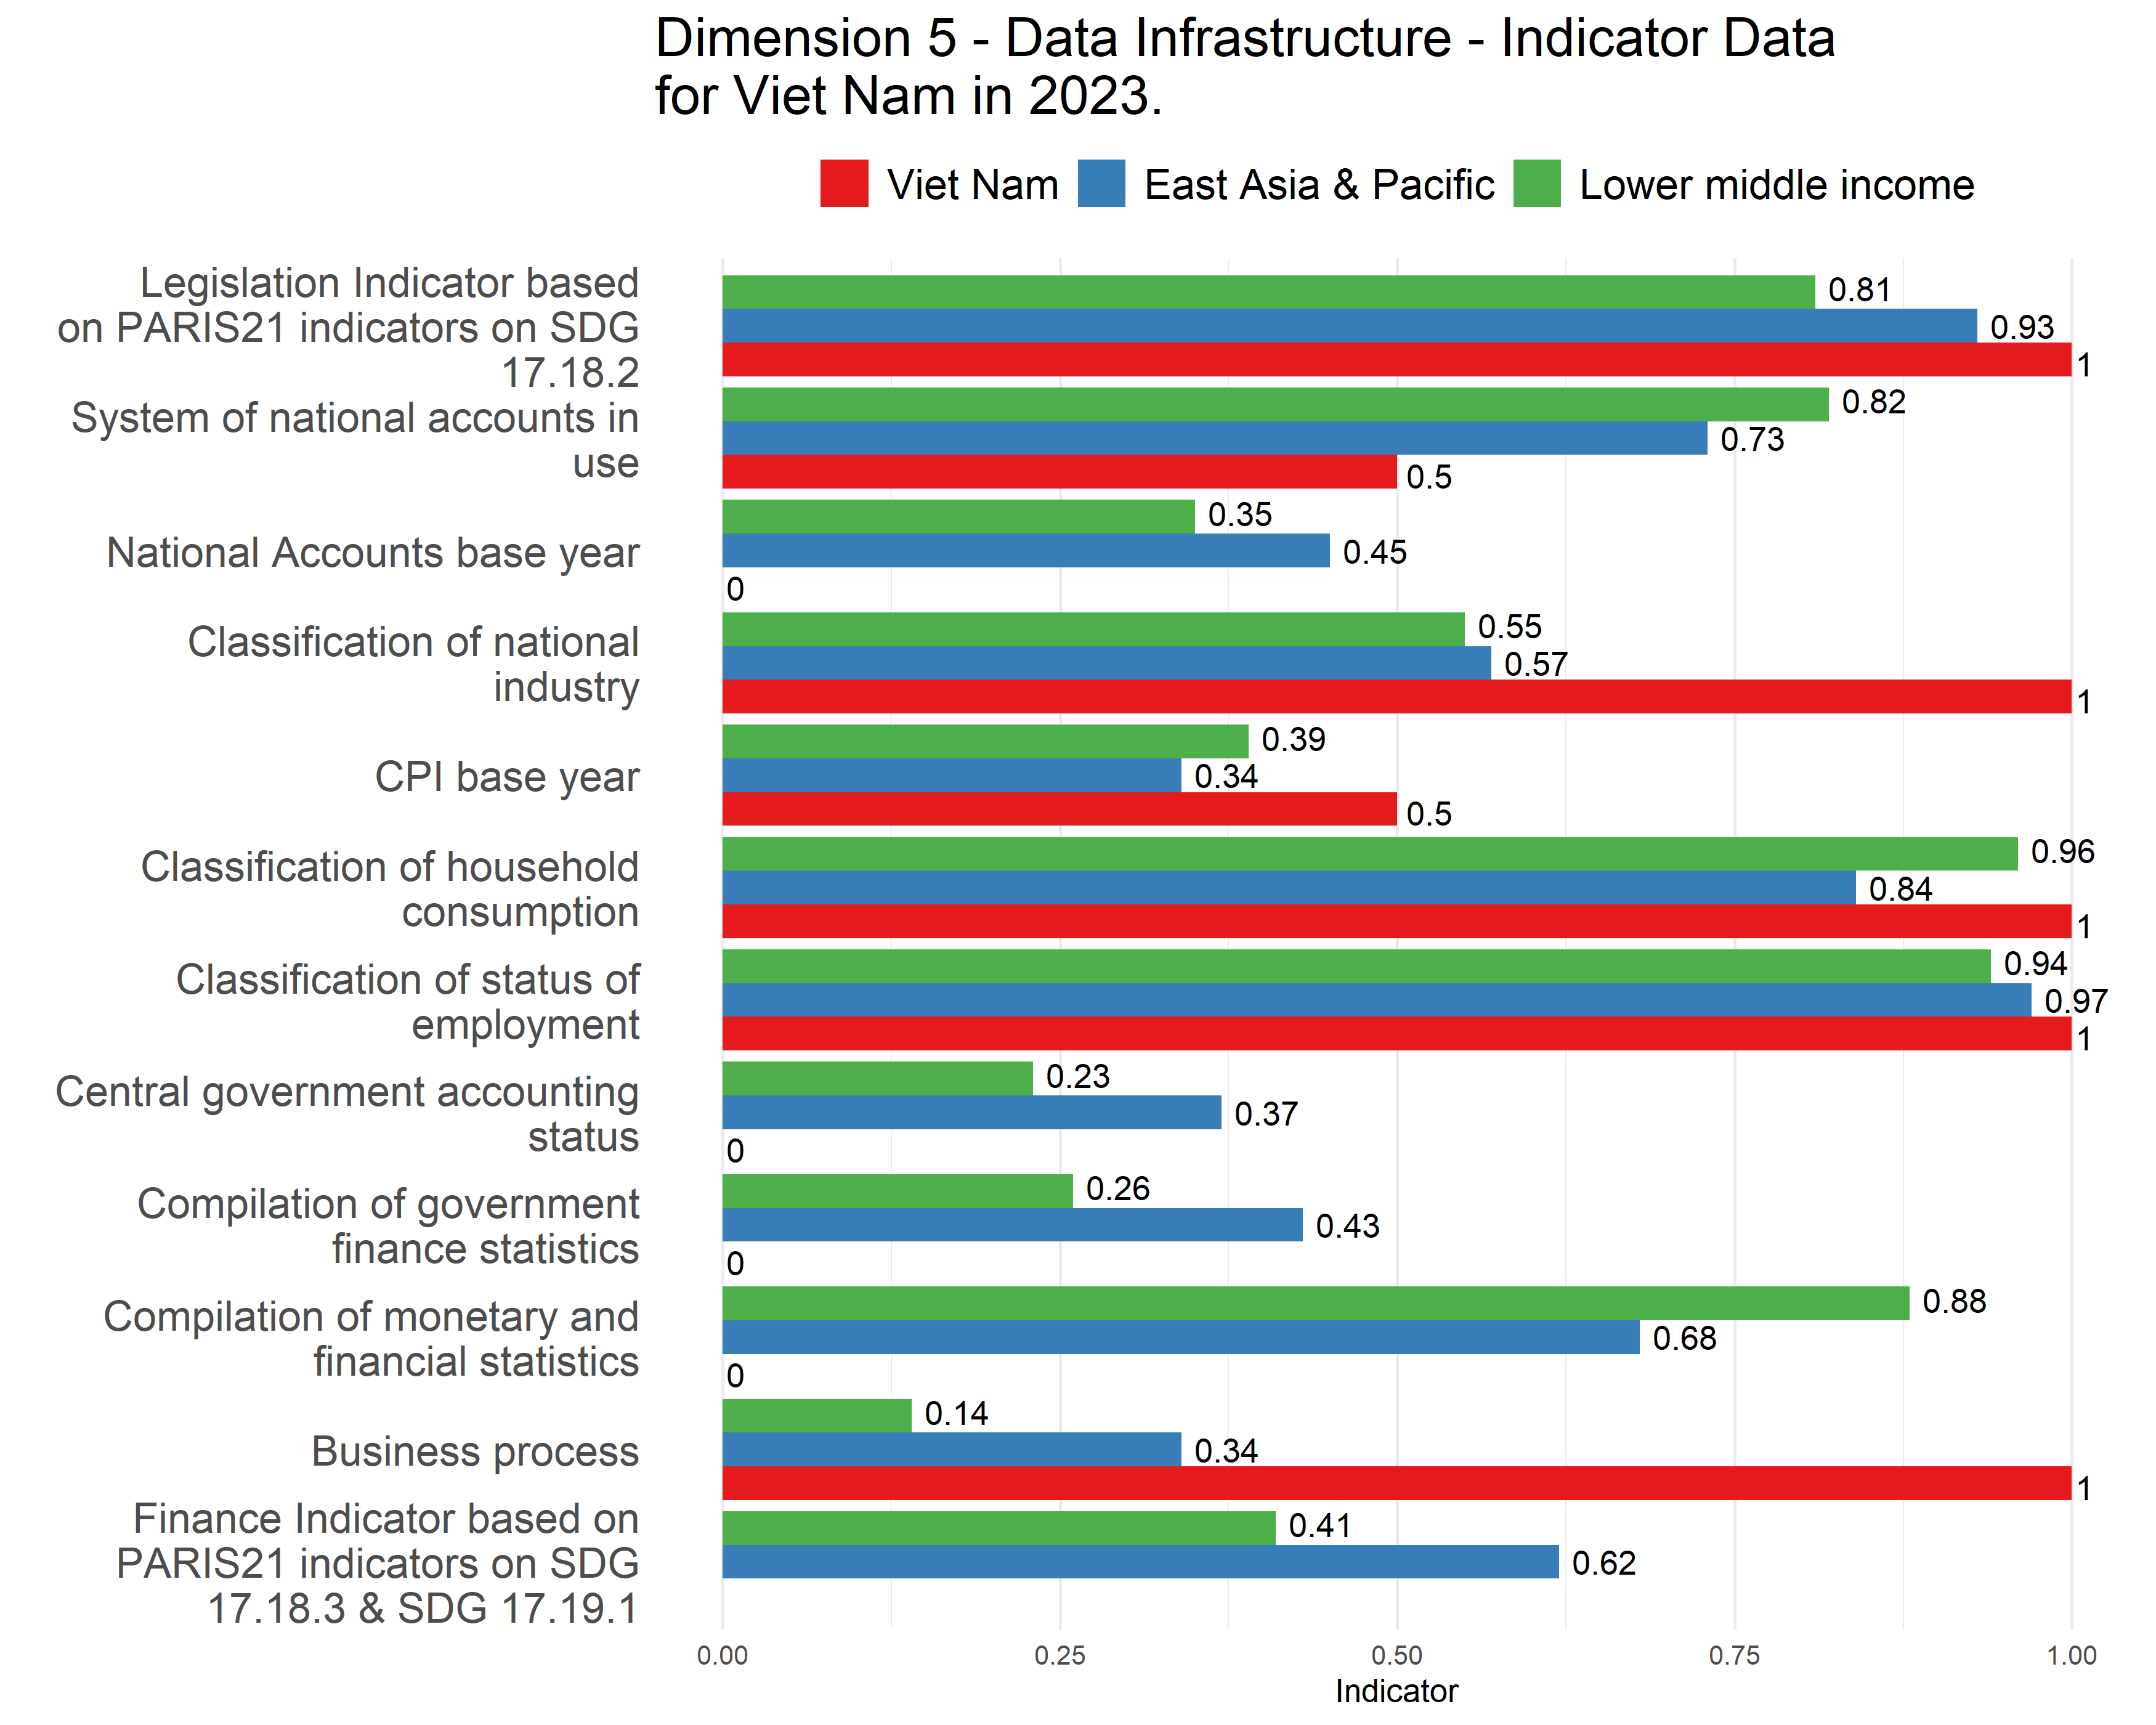 Dimension 5 - Data Infrastructure - Indicator Data
for Viet Nam in 2023.
Viet Nam
East Asia & Pacific
Lower middle income
Legislation Indicator based
on PARIS21 indicators on SDG
17.18.2
0.81
0.93
1
System of national accounts in
use
0.82
0.73
0.5
National Accounts base year
0.35
0.45
0
Classification of national
industry
0.55
0.57
1
CPI base year
0.39
0.34
0.5
Classification of household
consumption
0.96
0.84
1
Classification of status of
employment
0.94
0.97
1
Central government accounting
status
0.23
0.37
0
Compilation of government
finance statistics
0.26
0.43
0
Compilation of monetary and
financial statistics
0.88
0.68
0
Business process
0.14
0.34
1
Finance Indicator based on
PARIS21 indicators on SDG
17.18.3 & SDG 17.19.1
0.41
0.62
0.00 0.25 0.50 0.75 1.00
Indicator